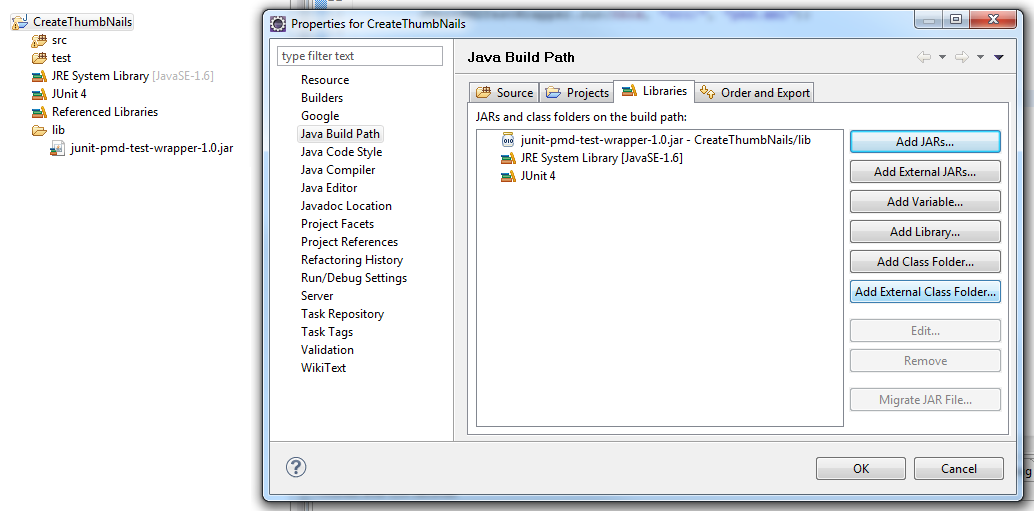 CreateThumbNails
src
test
JRE System Library [JavaSE-1.6]
JUnit 4
Referenced Libraries
lib
junit-pmd-test-wrapper-1.0.jar
Properties for CreateThumbNails
type filter text
Resource
Builders
Google
Java Build Path
Java Code Style
Java Compiler
Java Editor
Javadoc Location
Project Facets
Project References
Refactoring History
Run/Debug Settings
Server
Task Repository
Task Tags
Validation
WikiText
Java Build Path
Source Projects Libraries Order and Export
JARs and class folders on the build path:
junit-pmd-test-wrapper-1.0.jar - CreateThumbNails/lib
JRE System Library [JavaSE-1.6]
JUnit 4
Add JARs...
Add External JARs...
Add Variable...
Add Library...
Add Class Folder...
Add External Class Folder...
Edit...
Remove
Migrate JAR File...
OK Cancel